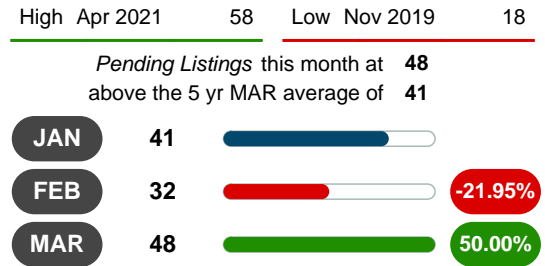 High Apr 2021 58 Low Nov 2019 18
Pending Listings this month at 48
above the 5 yr MAR average of 41
JAN 41
FEB 32 -21.95%
MAR 48 50.00%